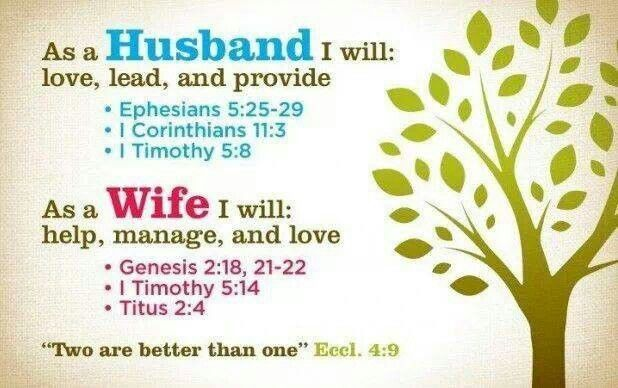 As a Husband I will:
love, lead, and provide
• Ephesians 5:25-29
• I Corinthians 11:3
• I Timothy 5:8
As a Wife I will:
help, manage, and love
• Genesis 2:18, 21-22
• I Timothy 5:14
• Titus 2:4
“Two are better than one” Eccl. 4:9